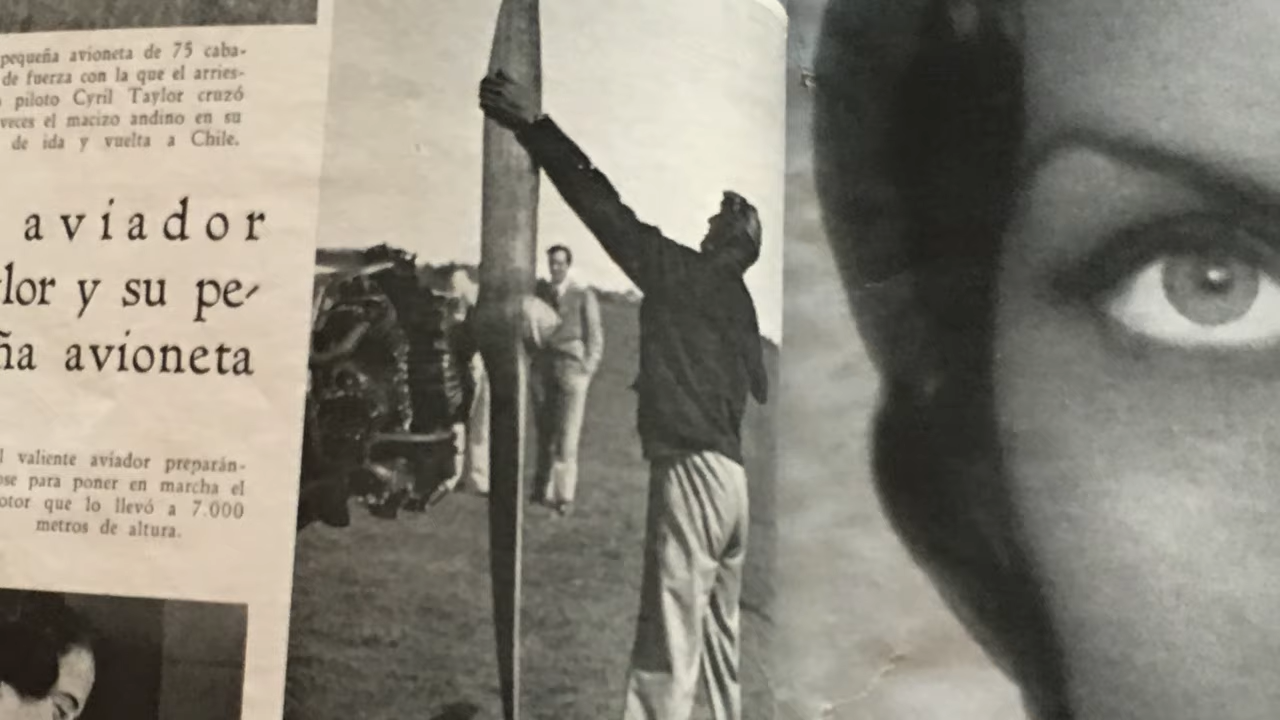 pequeña avioneta de 75 caba-
de fuerza con la que el arries-
piloto Cyril Taylor cruzó
veces el macizo andino en su
de ida y vuelta a Chile.
aviador
lor y su pe-
ña avioneta
l valiente aviador preparán-
ose para poner en marcha el
otor que lo llevó a 7.000
metros de altura.